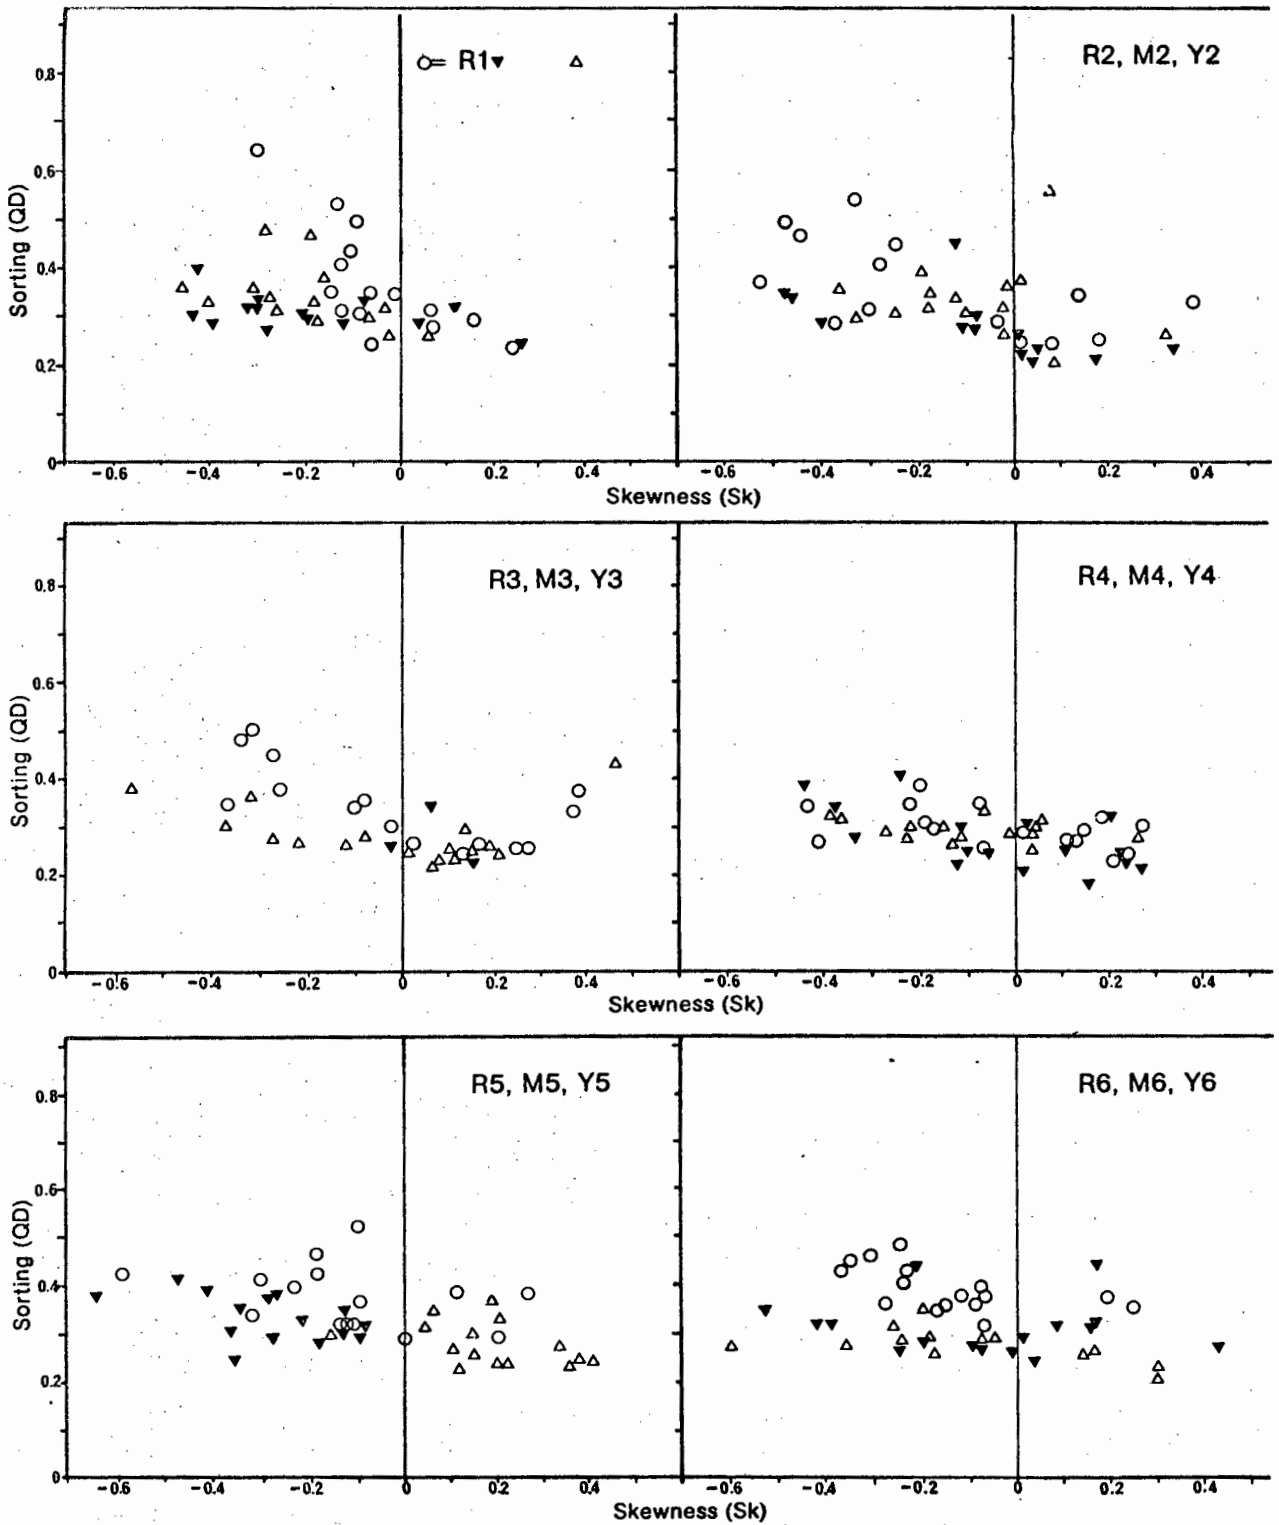 O= R1▼ △
R2, M2, Y2
0.8
0.6
0.4
0.2
0
Sorting (QD)
-0.6 -0.4 -0.2 0 0.2 0.4
-0.6 -0.4 -0.2 0 0.2 0.4
Skewness (Sk)
R3, M3, Y3
R4, M4, Y4
0.8
0.6
0.4
0.2
0
Sorting (QD)
-0.6 -0.4 -0.2 0 0.2 0.4
-0.6 -0.4 -0.2 0 0.2 0.4
Skewness (Sk)
R5, M5, Y5
R6, M6, Y6
0.8
0.6
0.4
0.2
0
Sorting (QD)
-0.6 -0.4 -0.2 0 0.2 0.4
-0.6 -0.4 -0.2 0 0.2 0.4
Skewness (Sk)